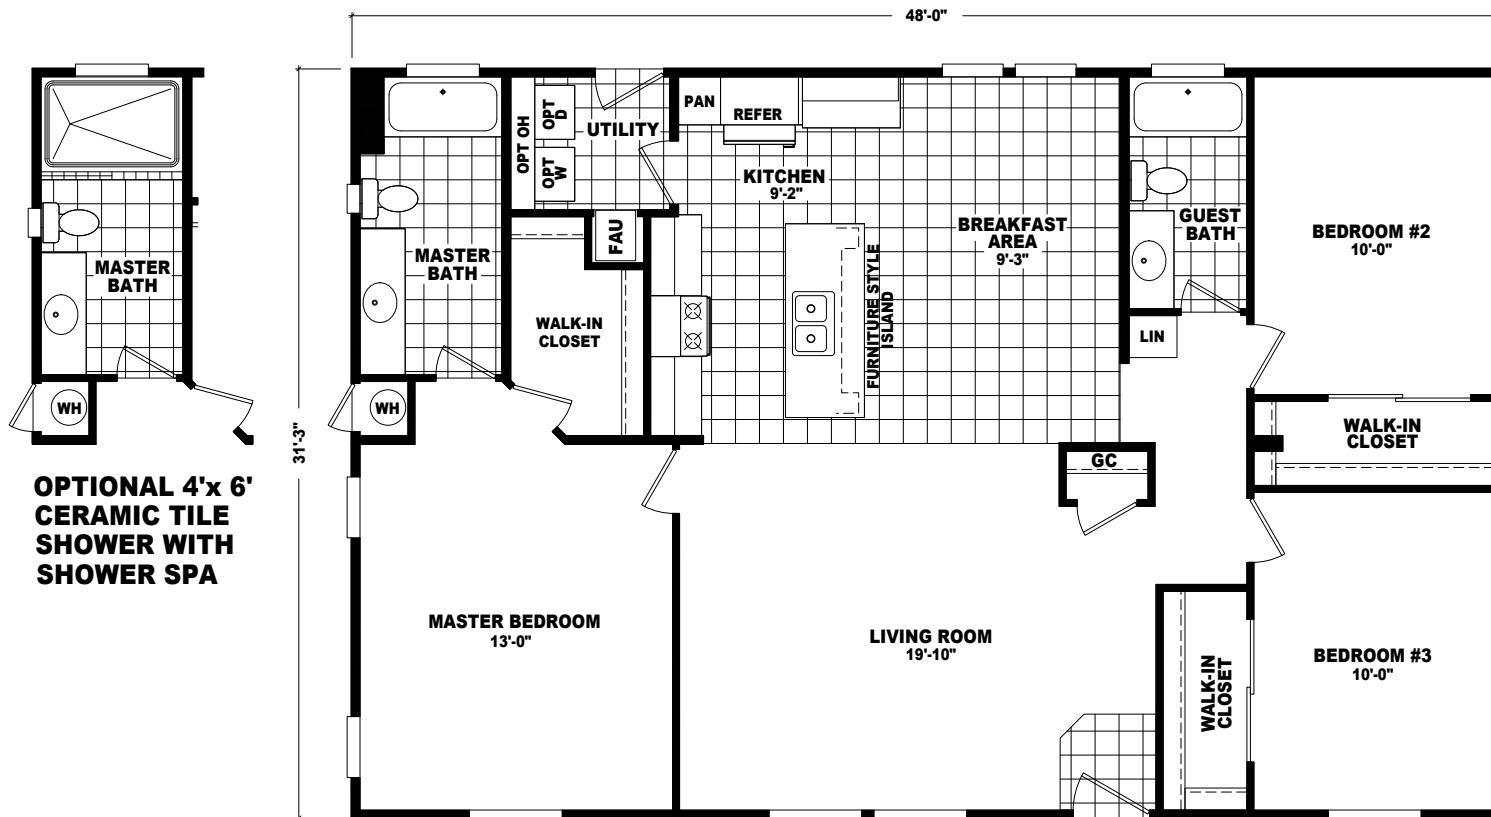 48'-0"
PAN
REFER
OPT OH
OPT D
OPT W
UTILITY
KITCHEN
9'-2"
BREAKFAST
AREA
9'-3"
GUEST
BATH
BEDROOM #2
10'-0"
MASTER
BATH
MASTER
BATH
FAU
FURNITURE STYLE
ISLAND
WALK-IN
CLOSET
LIN
WH
WH
31'-3"
WALK-IN
CLOSET
GC
OPTIONAL 4'x 6'
CERAMIC TILE
SHOWER WITH
SHOWER SPA
MASTER BEDROOM
13'-0"
LIVING ROOM
19'-10"
WALK-IN
CLOSET
BEDROOM #3
10'-0"